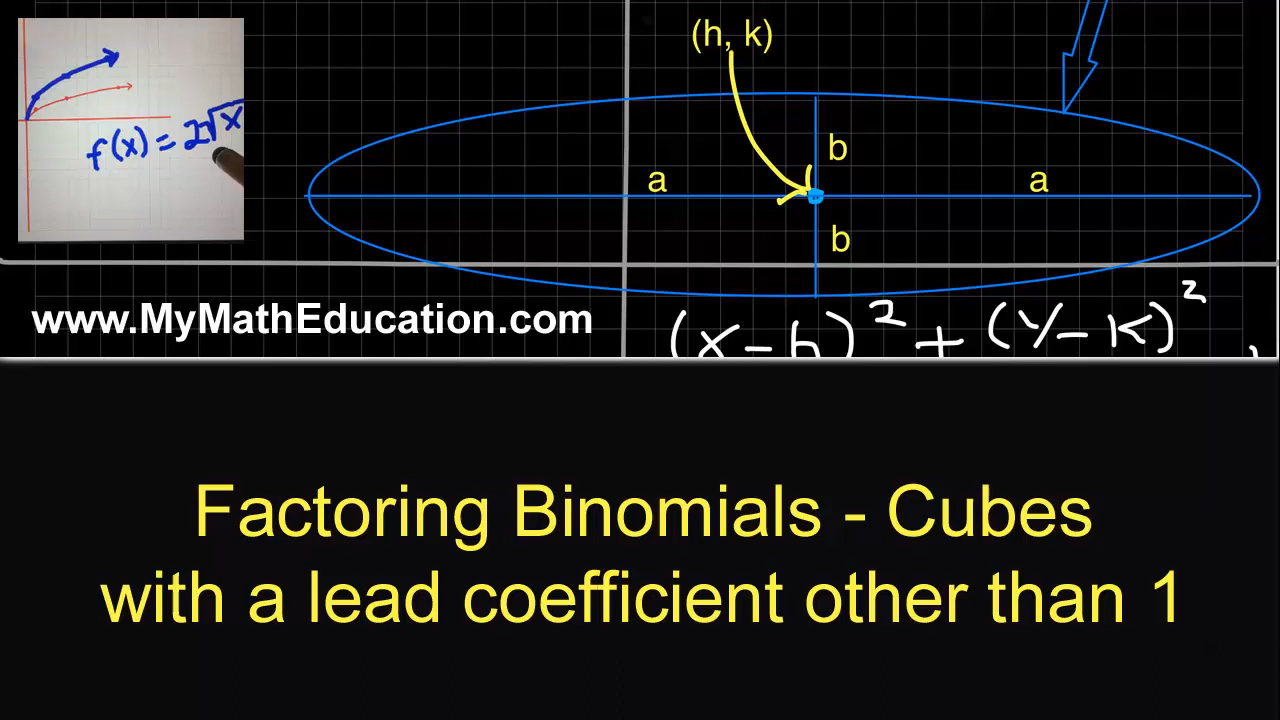 (h, k)
f(x) = 2√x
b
a
a
b
www.MyMathEducation.com
(x - h)² + (y - k)²
Factoring Binomials - Cubes
with a lead coefficient other than 1